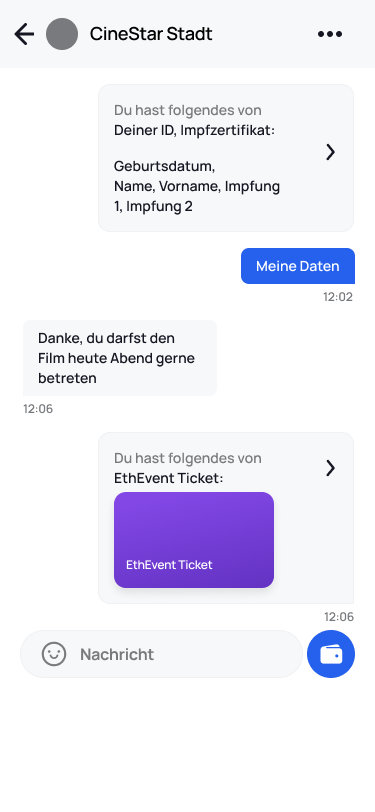 CineStar Stadt
Du hast folgendes von
Deiner ID, Impfzertifikat:
Geburtsdatum,
Name, Vorname, Impfung
1, Impfung 2
Meine Daten
12:02
Danke, du darfst den
Film heute Abend gerne
betreten
12:06
Du hast folgendes von
EthEvent Ticket:
EthEvent Ticket
12:06
Nachricht